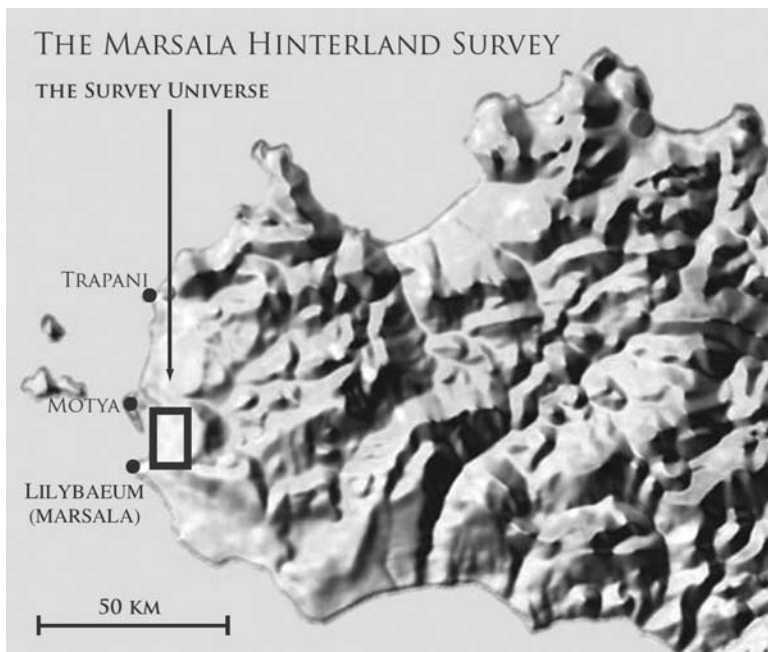 THE MARSALA HINTERLAND SURVEY
THE SURVEY UNIVERSE
TRAPANI
MOTYA
LILYBAEUM
(MARSALA)
50 KM